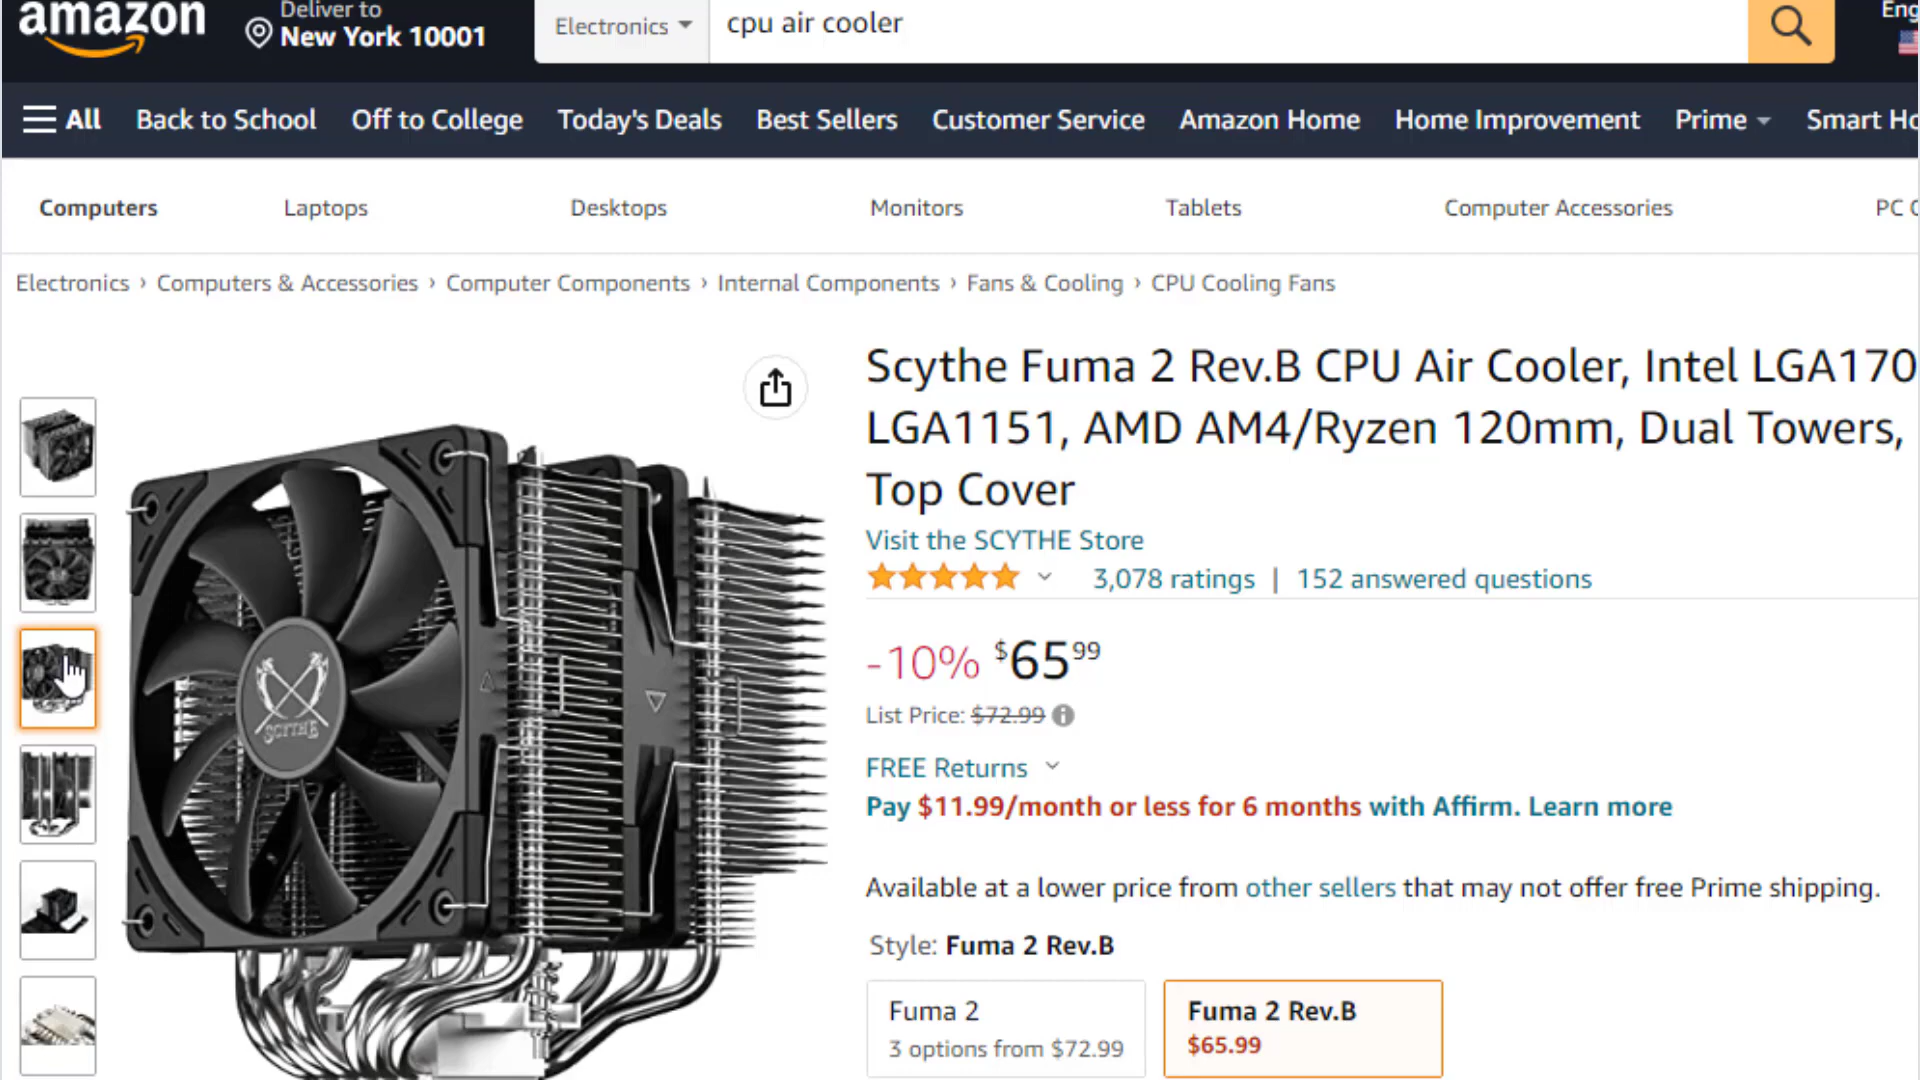 amazon
Deliver to
New York 10001
Electronics
cpu air cooler
Eng
All
Back to School
Off to College
Today's Deals
Best Sellers
Customer Service
Amazon Home
Home Improvement
Prime
Smart Ho
Computers
Laptops
Desktops
Monitors
Tablets
Computer Accessories
PC
Electronics › Computers & Accessories › Computer Components › Internal Components › Fans & Cooling › CPU Cooling Fans
Scythe Fuma 2 Rev.B CPU Air Cooler, Intel LGA170
LGA1151, AMD AM4/Ryzen 120mm, Dual Towers,
Top Cover
Visit the SCYTHE Store
3,078 ratings | 152 answered questions
-10% $65 99
List Price: $72.99
FREE Returns
Pay $11.99/month or less for 6 months with Affirm. Learn more
Available at a lower price from other sellers that may not offer free Prime shipping.
Style: Fuma 2 Rev.B
Fuma 2
3 options from $72.99
Fuma 2 Rev.B
$65.99
SCYTHE